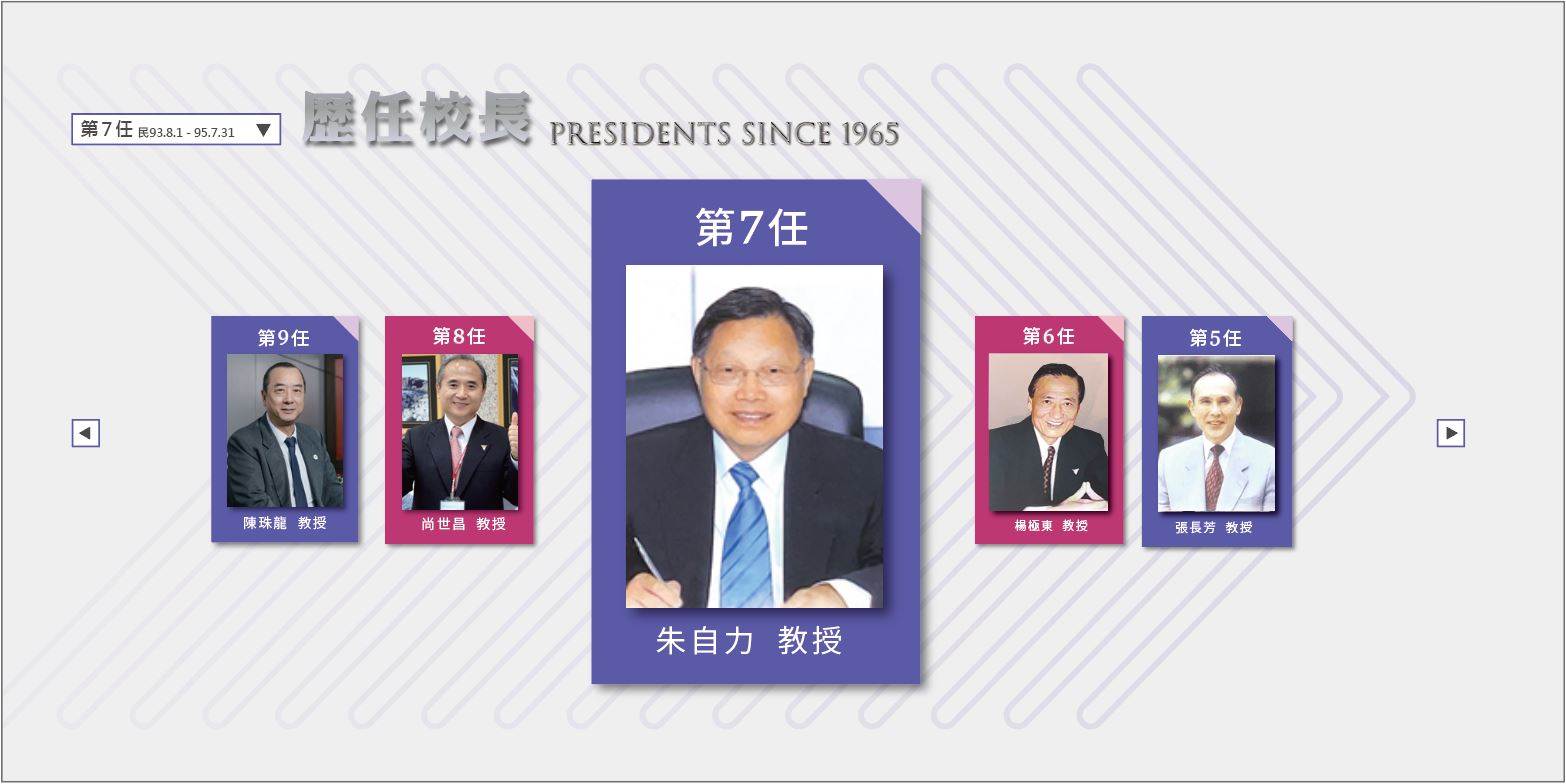 第7任 民93.8.1 - 95.7.31 ▼
歷任校長 PRESIDENTS SINCE 1965
第9任
陳珠龍 教授
第8任
尚世昌 教授
第7任
朱自力 教授
第6任
楊極東 教授
第5任
張長芳 教授